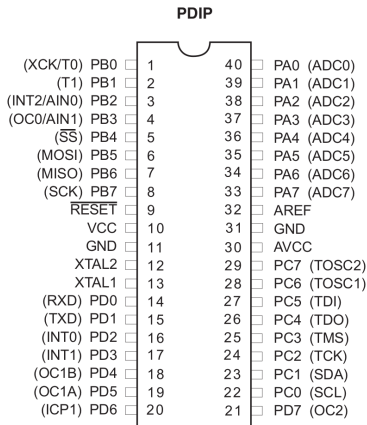 PDIP
(XCK/T0) PB0 1 40 PA0 (ADC0)
(T1) PB1 2 39 PA1 (ADC1)
(INT2/AIN0) PB2 3 38 PA2 (ADC2)
(OC0/AIN1) PB3 4 37 PA3 (ADC3)
(SS) PB4 5 36 PA4 (ADC4)
(MOSI) PB5 6 35 PA5 (ADC5)
(MISO) PB6 7 34 PA6 (ADC6)
(SCK) PB7 8 33 PA7 (ADC7)
RESET 9 32 AREF
VCC 10 31 GND
GND 11 30 AVCC
XTAL2 12 29 PC7 (TOSC2)
XTAL1 13 28 PC6 (TOSC1)
(RXD) PD0 14 27 PC5 (TDI)
(TXD) PD1 15 26 PC4 (TDO)
(INT0) PD2 16 25 PC3 (TMS)
(INT1) PD3 17 24 PC2 (TCK)
(OC1B) PD4 18 23 PC1 (SDA)
(OC1A) PD5 19 22 PC0 (SCL)
(ICP1) PD6 20 21 PD7 (OC2)